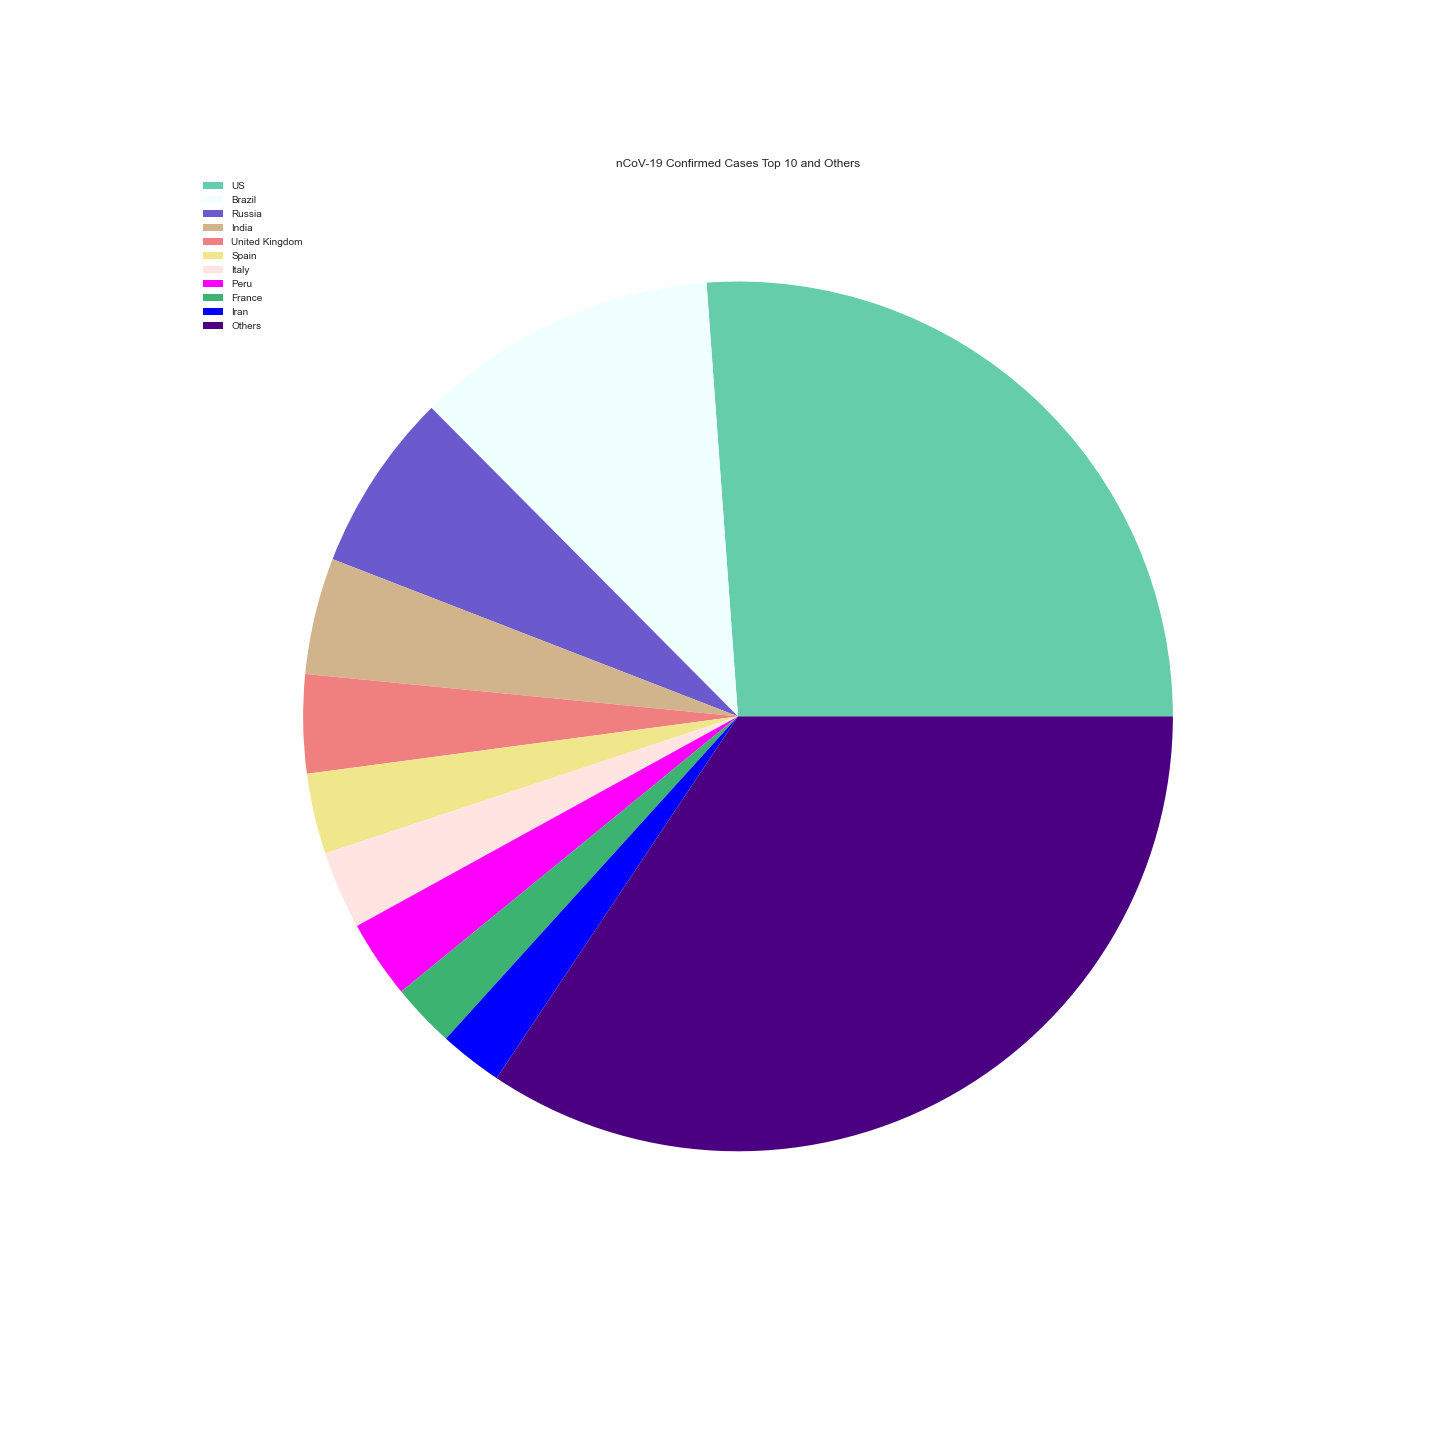 nCoV-19 Confirmed Cases Top 10 and Others
US
Brazil
Russia
India
United Kingdom
Spain
Italy
Peru
France
Iran
Others